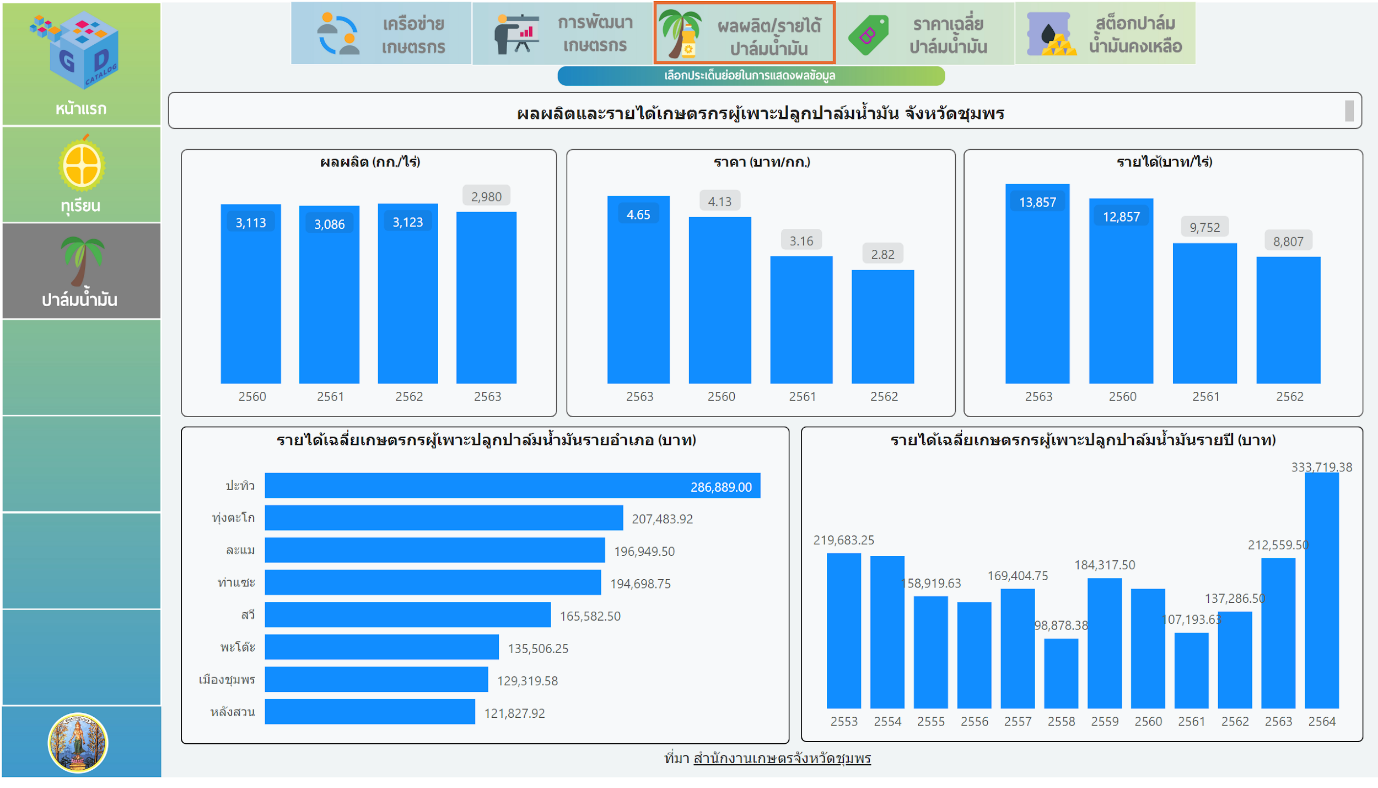 GD CATALOG
หน้าแรก
ทุเรียน
ปาล์มน้ำมัน
เครือข่าย
เกษตรกร
การพัฒนา
เกษตรกร
ผลผลิต/รายได้
ปาล์มน้ำมัน
ราคาเฉลี่ย
ปาล์มน้ำมัน
สต็อกปาล์ม
น้ำมันคงเหลือ
เลือกประเด็นย่อยในการแสดงผลข้อมูล
ผลผลิตและรายได้เกษตรกรผู้เพาะปลูกปาล์มน้ำมัน จังหวัดชุมพร
ผลผลิต (กก./ไร่)
3,113
3,086
3,123
2,980
2560 2561 2562 2563
ราคา (บาท/กก.)
4.65
4.13
3.16
2.82
2563 2560 2561 2562
รายได้(บาท/ไร่)
13,857
12,857
9,752
8,807
2563 2560 2561 2562
รายได้เฉลี่ยเกษตรกรผู้เพาะปลูกปาล์มน้ำมันรายอำเภอ (บาท)
ปะทิว 286,889.00
ทุ่งตะโก 207,483.92
ละแม 196,949.50
ท่าแซะ 194,698.75
สวี 165,582.50
พะโต๊ะ 135,506.25
เมืองชุมพร 129,319.58
หลังสวน 121,827.92
รายได้เฉลี่ยเกษตรกรผู้เพาะปลูกปาล์มน้ำมันรายปี (บาท)
219,683.25
158,919.63
169,404.75
98,878.38
184,317.50
107,193.63
137,286.50
212,559.50
333,719.38
2553 2554 2555 2556 2557 2558 2559 2560 2561 2562 2563 2564
ที่มา สำนักงานเกษตรจังหวัดชุมพร